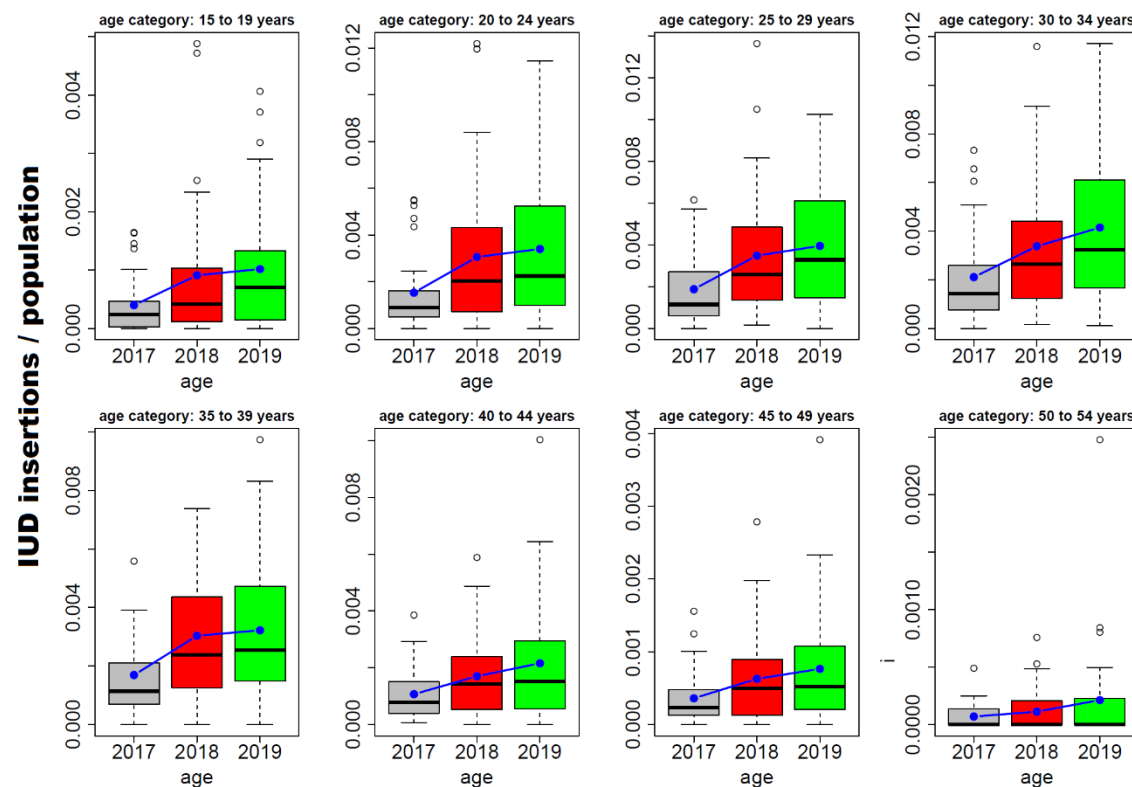 IUD insertions / population
age category: 15 to 19 years
0.000 0.002 0.004
2017 2018 2019
age
age category: 20 to 24 years
0.000 0.004 0.008 0.012
2017 2018 2019
age
age category: 25 to 29 years
0.000 0.004 0.008 0.012
2017 2018 2019
age
age category: 30 to 34 years
0.000 0.004 0.008 0.012
2017 2018 2019
age
age category: 35 to 39 years
0.000 0.004 0.008
2017 2018 2019
age
age category: 40 to 44 years
0.000 0.004 0.008
2017 2018 2019
age
age category: 45 to 49 years
0.000 0.001 0.002 0.003 0.004
2017 2018 2019
age
age category: 50 to 54 years
i
0.0000 0.0010 0.0020
2017 2018 2019
age